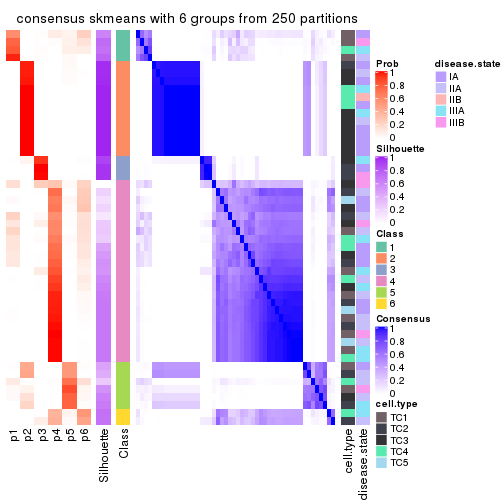 consensus skmeans with 6 groups from 250 partitions
Prob
1
0.8
0.6
0.4
0.2
0
Silhouette
1
0.8
0.6
0.4
0.2
0
Class
1
2
3
4
5
6
Consensus
1
0.8
0.6
0.4
0.2
0
cell.type
TC1
TC2
TC3
TC4
TC5
disease.state
IA
IIA
IIB
IIIA
IIIB
p1
p2
p3
p4
p5
p6
Silhouette
Class
cell.type
disease.state